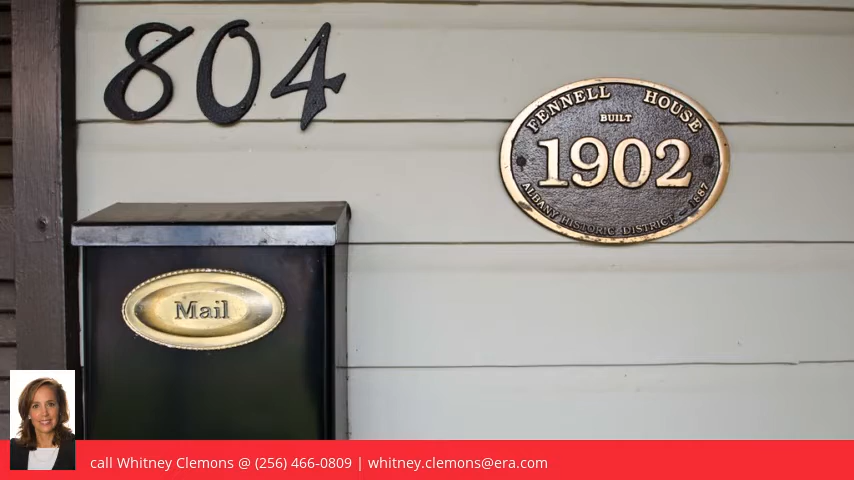 804
FENNELL HOUSE
BUILT
1902
ALBANY HISTORIC DISTRICT - 1887
Mail
call Whitney Clemons @ (256) 466-0809 | whitney.clemons@era.com